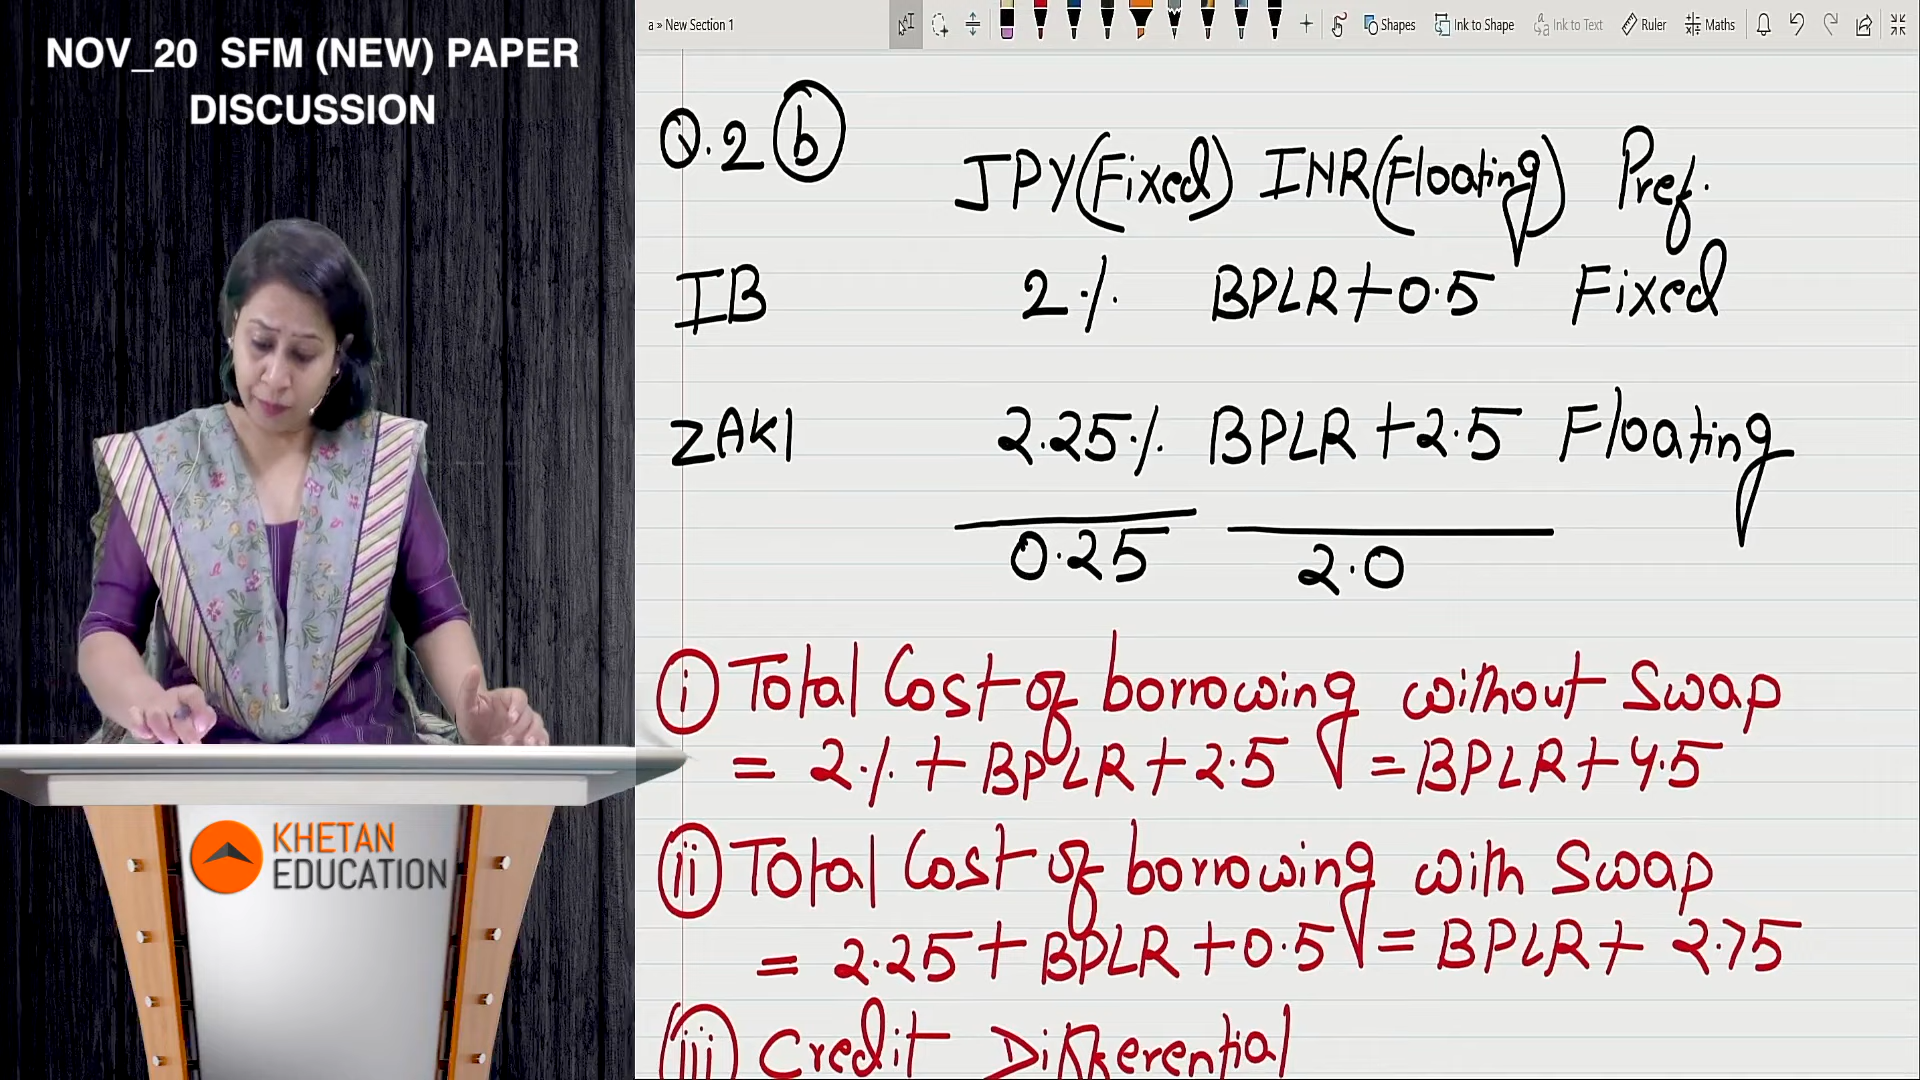 NOV_20 SFM (NEW) PAPER
DISCUSSION
KHETAN
EDUCATION
a » New Section 1
Shapes Ink to Shape Ink to Text Ruler Maths
Q.2 (b)
JPY(Fixed) INR(Floating) Pref.
IB 2% BPLR+0.5 Fixed
ZAKI 2.25% BPLR+2.5 Floating
0.25 2.0
(i) Total Cost of borrowing without Swap
= 2% + BPLR + 2.5 = BPLR + 4.5
(ii) Total Cost of borrowing with Swap
= 2.25 + BPLR + 0.5 = BPLR + 2.75
(iii) Credit Differential